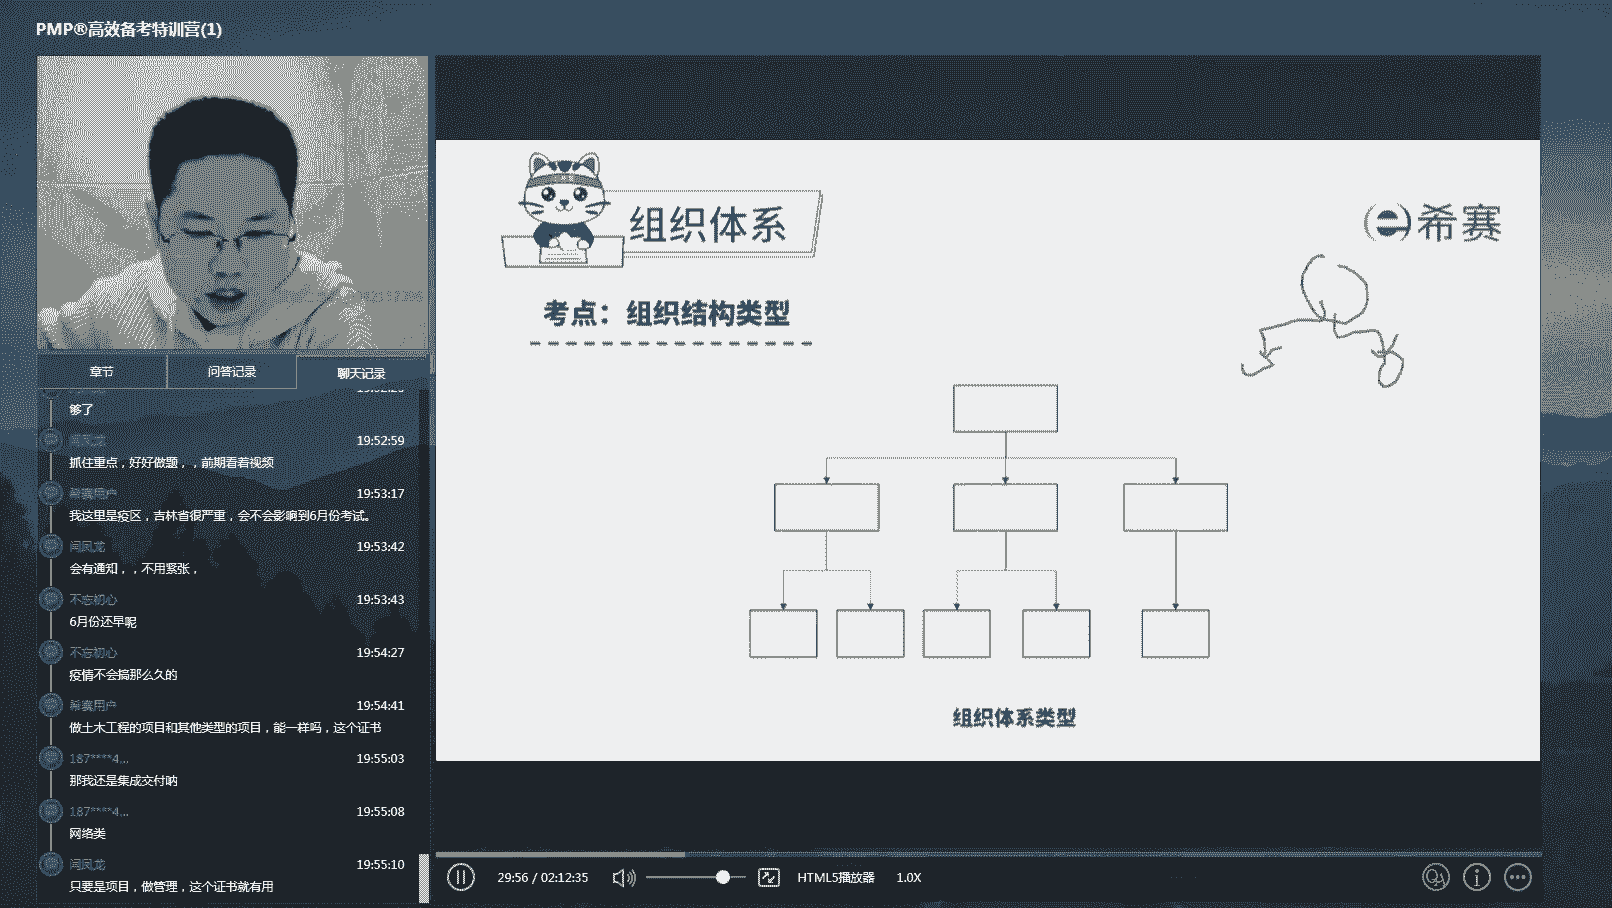 PMP®高效备考特训营(1)
章节
问答记录
聊天记录
够了
闫凤龙
19:52:59
抓住重点，好好做题，，前期看着视频
希赛用户
19:53:17
我这里是疫区，吉林省很严重，会不会影响到6月份考试。
闫凤龙
19:53:42
会有通知，，不用紧张，
不忘初心
19:53:43
6月份还早呢
不忘初心
19:54:27
疫情不会搞那么久的
希赛用户
19:54:41
做土木工程的项目和其他类型的项目，能一样吗，这个证书
187****4...
19:55:03
那我还是集成交付呐
187****4...
19:55:08
网络类
闫凤龙
19:55:10
只要是项目，做管理，这个证书就有用
组织体系
希赛
考点：组织结构类型
组织体系类型
29:56 / 02:12:35
HTML5播放器
1.0X